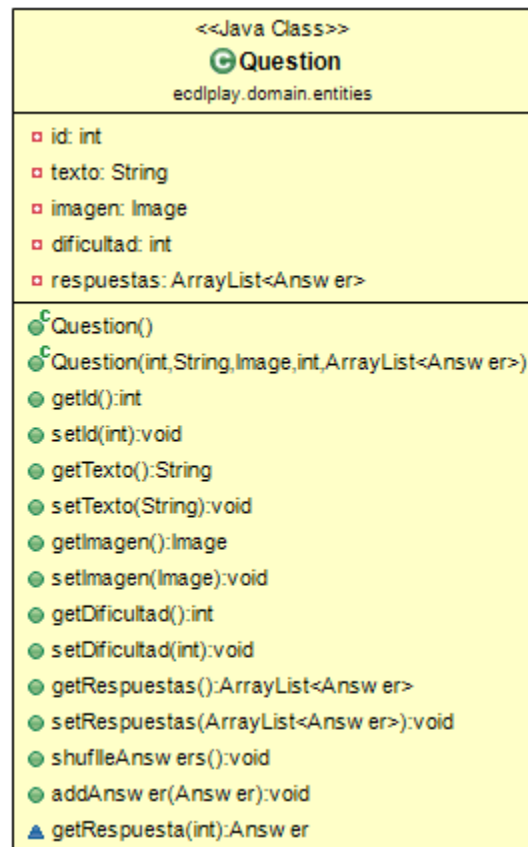 <<Java Class>>
Question
ecdlplay.domain.entities
id: int
texto: String
imagen: Image
dificultad: int
respuestas: ArrayList<Answer>
Question()
Question(int,String,Image,int,ArrayList<Answer>)
getId():int
setId(int):void
getTexto():String
setTexto(String):void
getImagen():Image
setImagen(Image):void
getDificultad():int
setDificultad(int):void
getRespuestas():ArrayList<Answer>
setRespuestas(ArrayList<Answer>):void
shuflleAnswers():void
addAnswer(Answer):void
getRespuesta(int):Answer